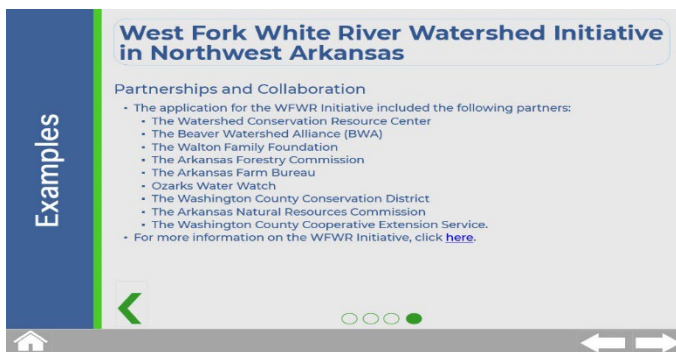 West Fork White River Watershed Initiative
in Northwest Arkansas
Examples
Partnerships and Collaboration
• The application for the WFWR Initiative included the following partners:
• The Watershed Conservation Resource Center
• The Beaver Watershed Alliance (BWA)
• The Walton Family Foundation
• The Arkansas Forestry Commission
• The Arkansas Farm Bureau
• Ozarks Water Watch
• The Washington County Conservation District
• The Arkansas Natural Resources Commission
• The Washington County Cooperative Extension Service.
• For more information on the WFWR Initiative, click here.